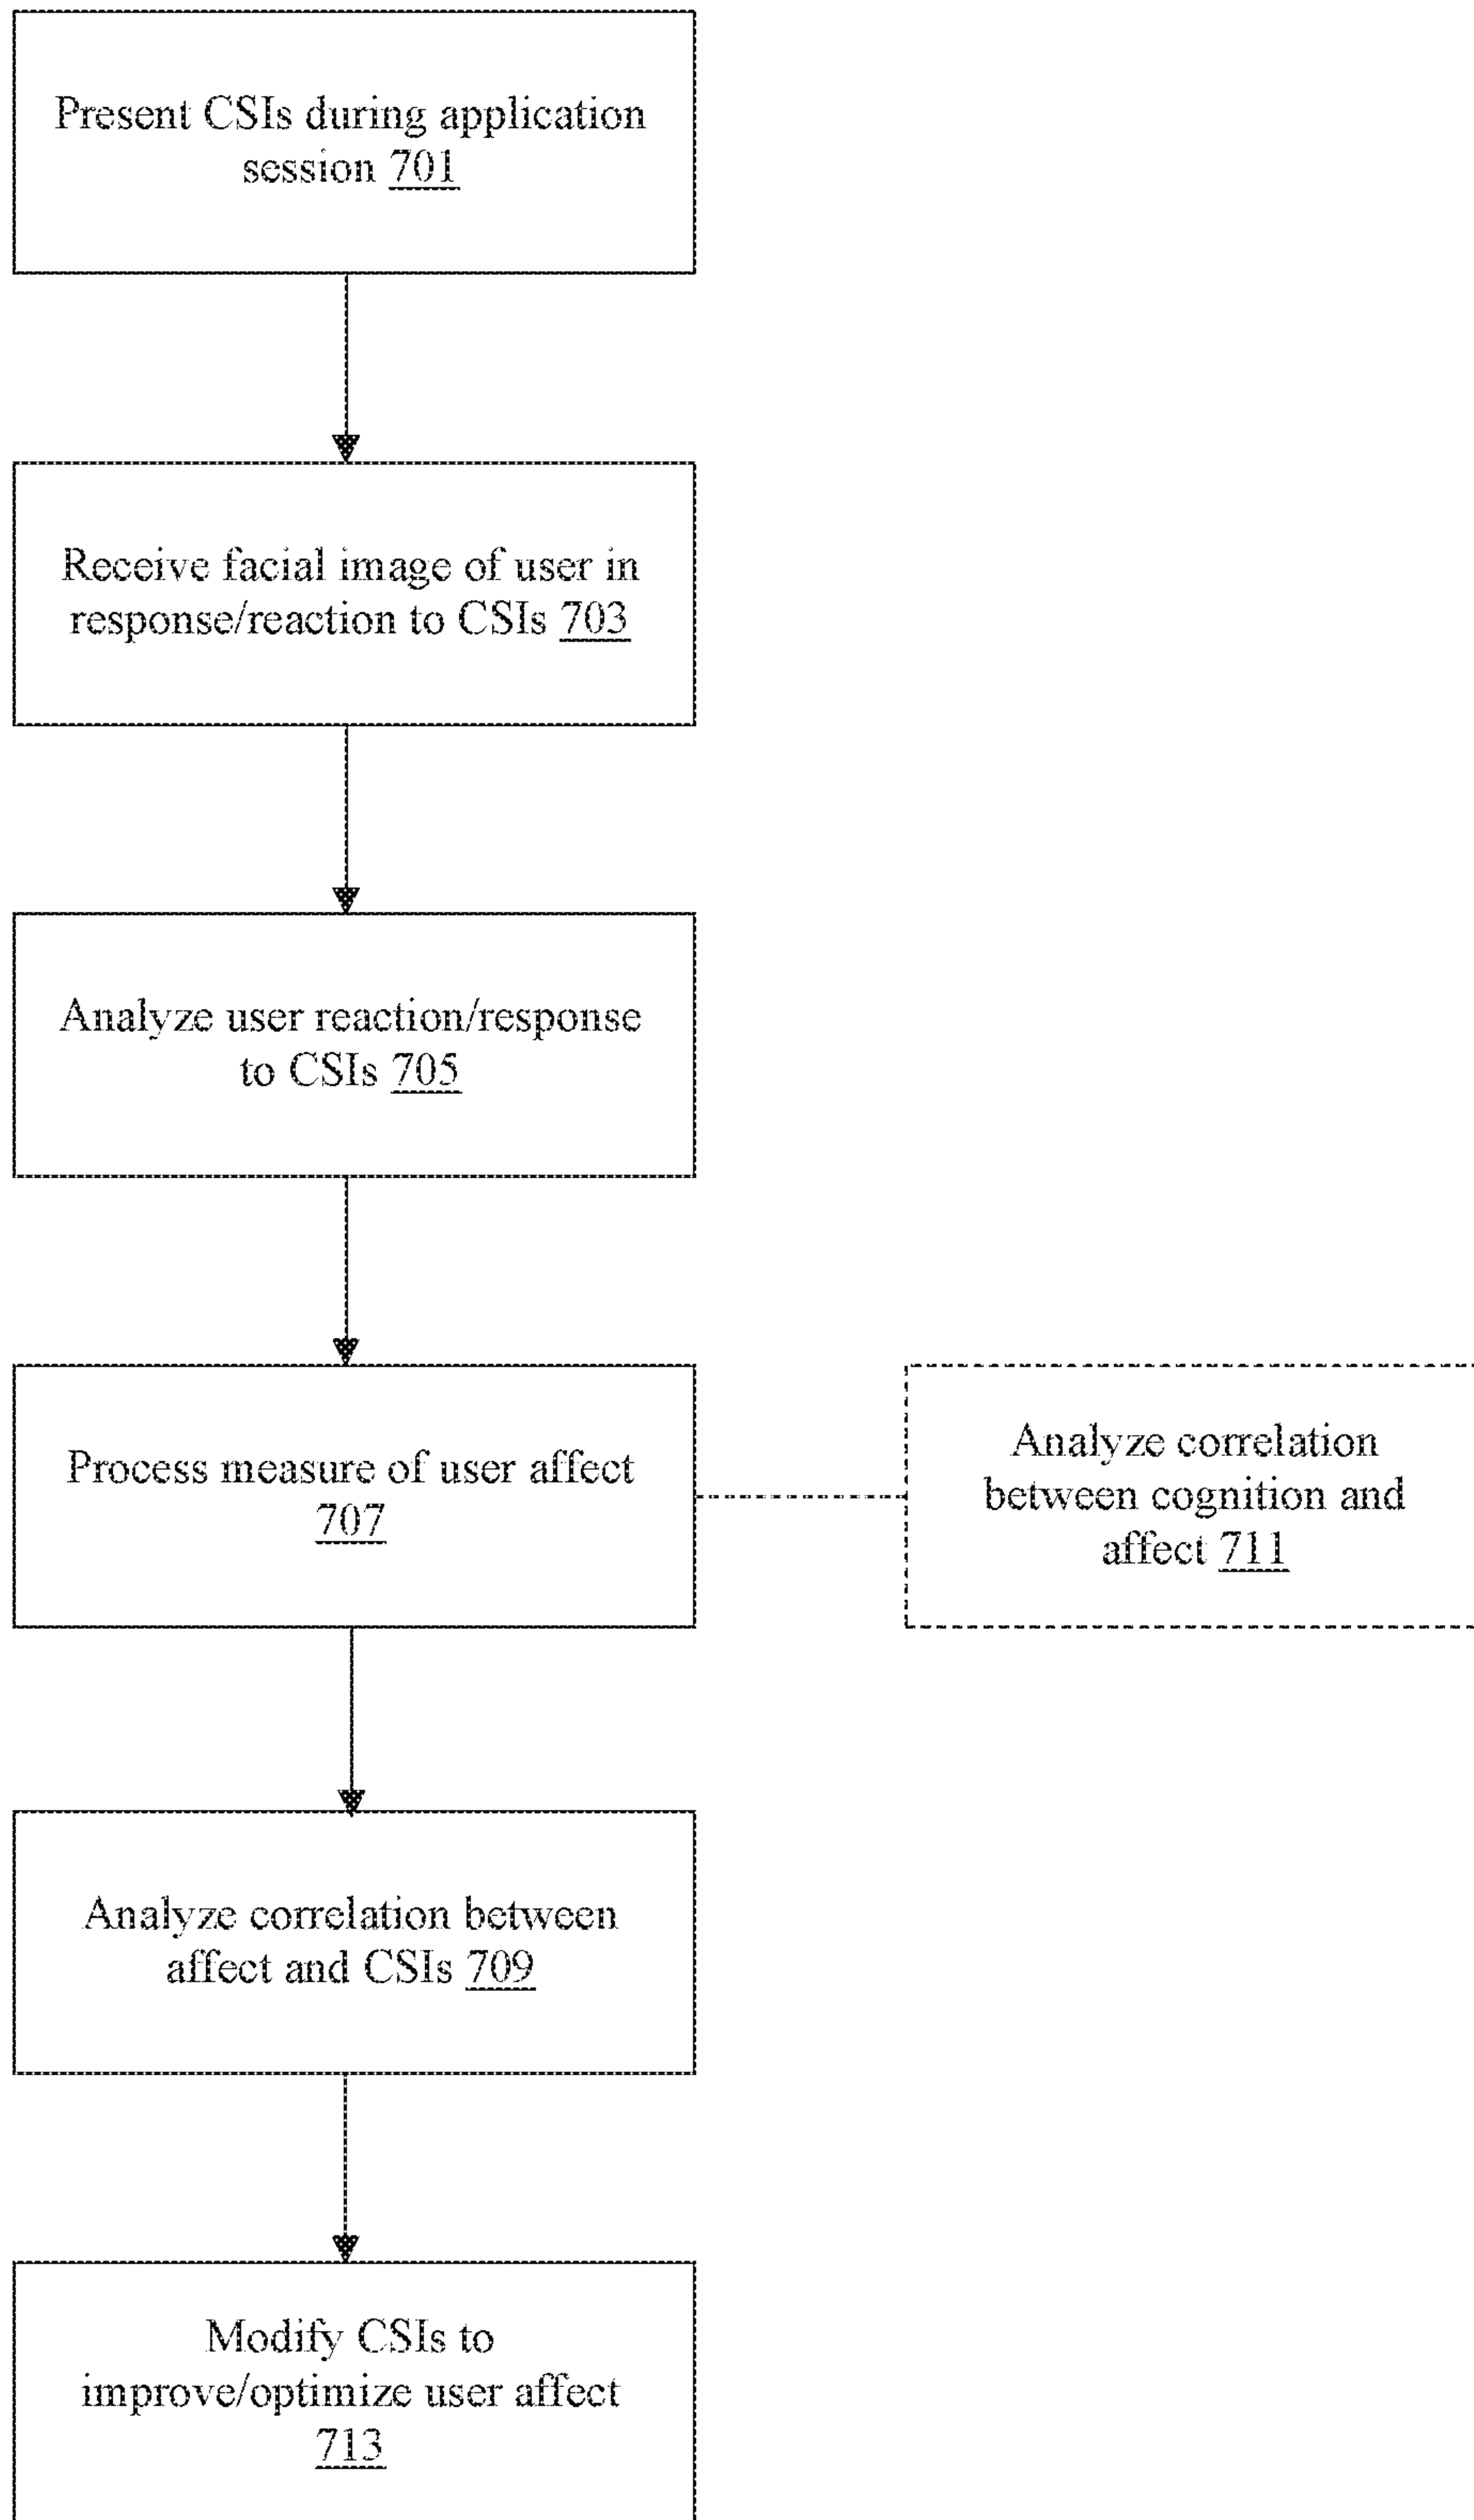 Present CSIs during application
session 701
Receive facial image of user in
response/reaction to CSIs 703
Analyze user reaction/response
to CSIs 705
Process measure of user affect
707
Analyze correlation
between cognition and
affect 711
Analyze correlation between
affect and CSIs 709
Modify CSIs to
improve/optimize user affect
713